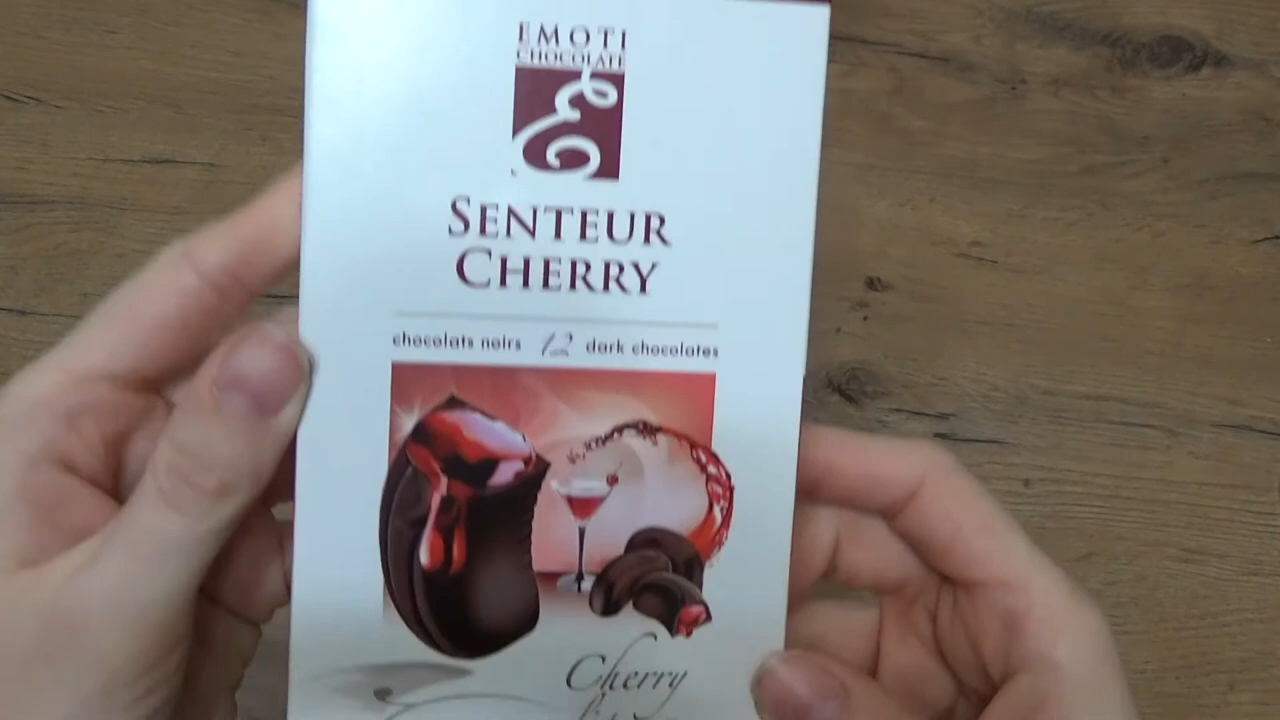 EMOTI
CHOCOLATE
E
SENTEUR
CHERRY
chocolats noirs 12 dark chocolates
Cherry